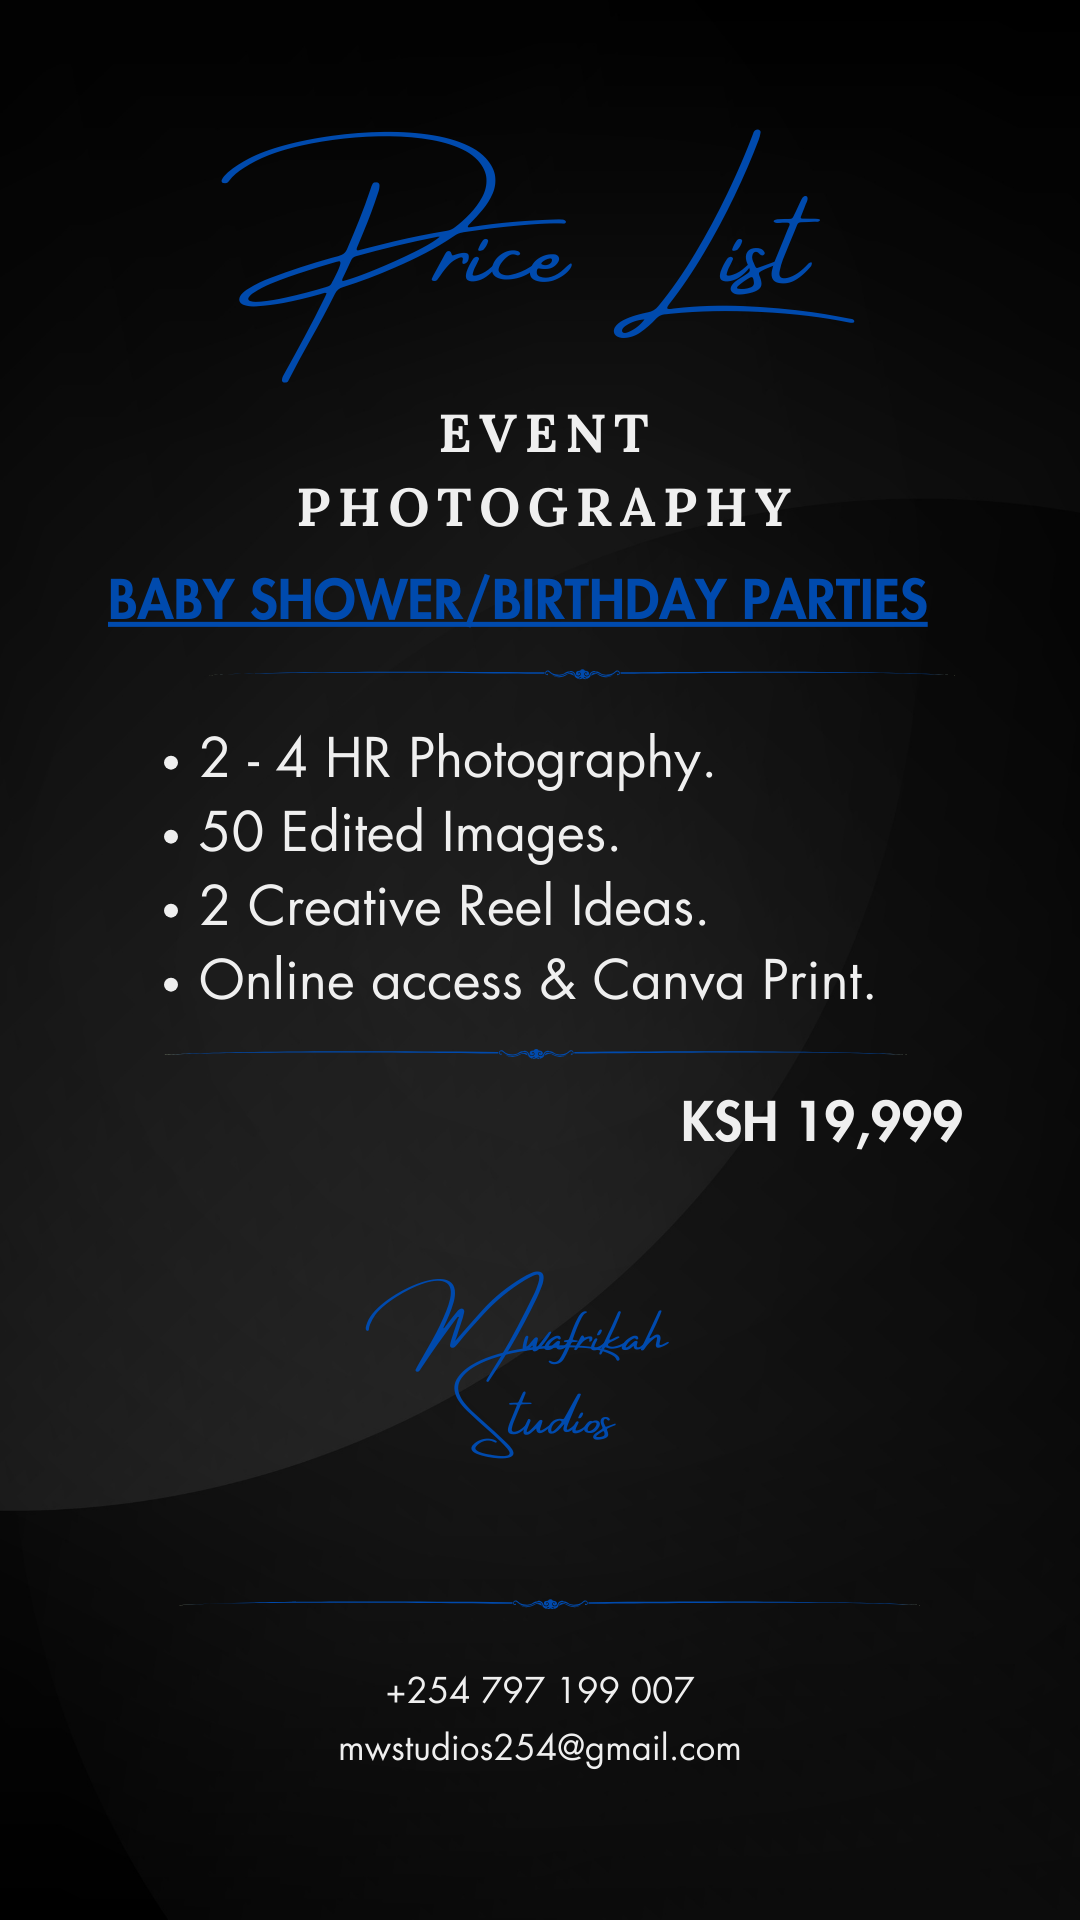 Price List
EVENT
PHOTOGRAPHY
BABY SHOWER/BIRTHDAY PARTIES
• 2 - 4 HR Photography.
• 50 Edited Images.
• 2 Creative Reel Ideas.
• Online access & Canva Print.
KSH 19,999
Mwafrikah
Studios
+254 797 199 007
mwstudios254@gmail.com